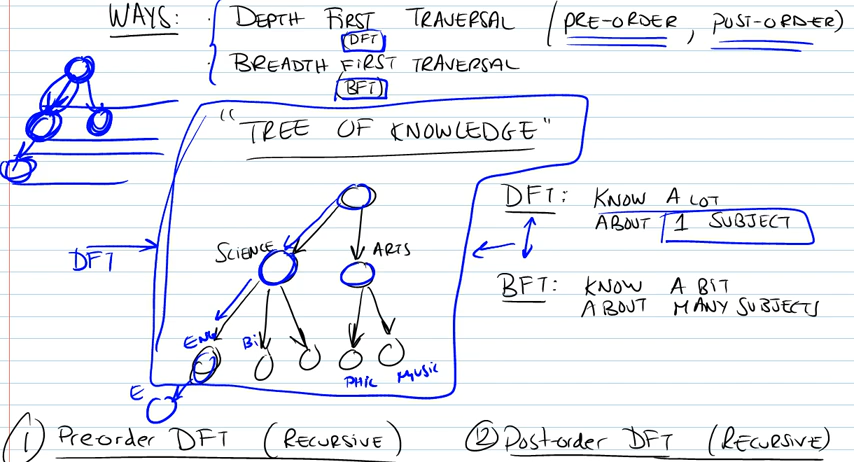 WAYS: DEPTH FIRST TRAVERSAL (PRE-ORDER, POST-ORDER)
DFT
BREADTH FIRST TRAVERSAL
BFT
"TREE OF KNOWLEDGE"
DFT: KNOW A LOT
ABOUT 1 SUBJECT
SCIENCE ARTS
DFT
BFT: KNOW A BIT
ABOUT MANY SUBJECTS
ENG Bi
PHIL MUSIC
E
1 Preorder DFT (RECURSIVE) 2 Post-order DFT (RECURSIVE)